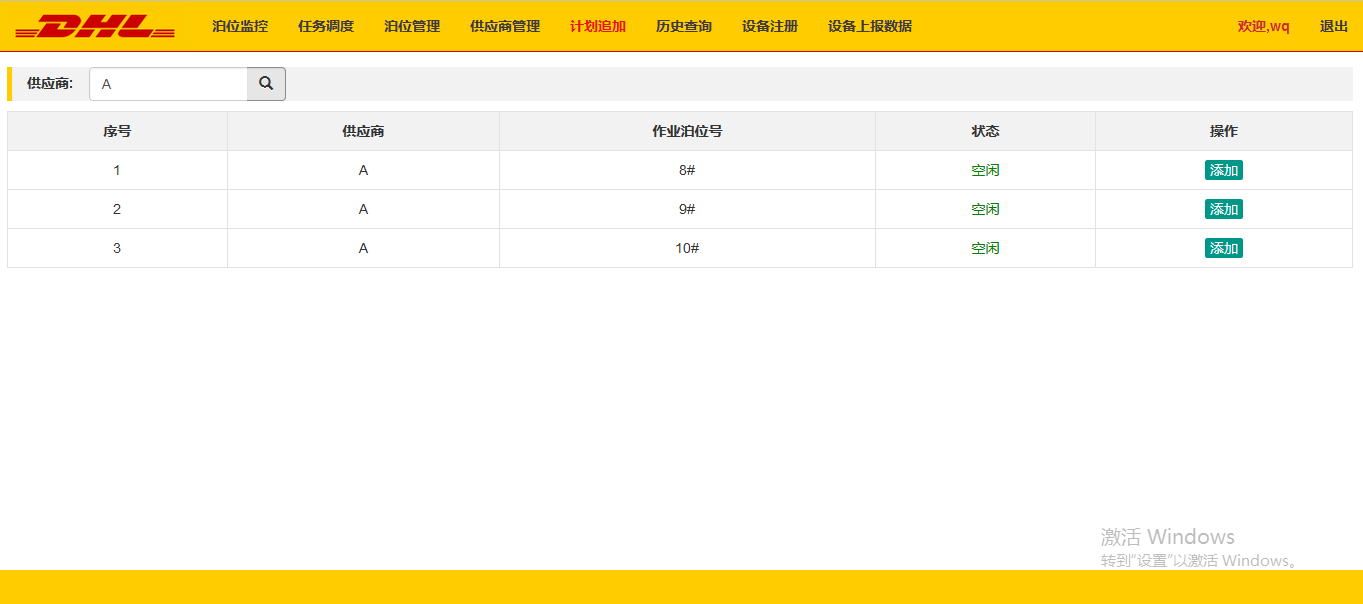 DHL 泊位监控 任务调度 泊位管理 供应商管理 计划追加 历史查询 设备注册 设备上报数据 欢迎,wq 退出
供应商: A
序号 供应商 作业泊位号 状态 操作
1 A 8# 空闲 添加
2 A 9# 空闲 添加
3 A 10# 空闲 添加
激活 Windows
转到“设置”以激活 Windows。